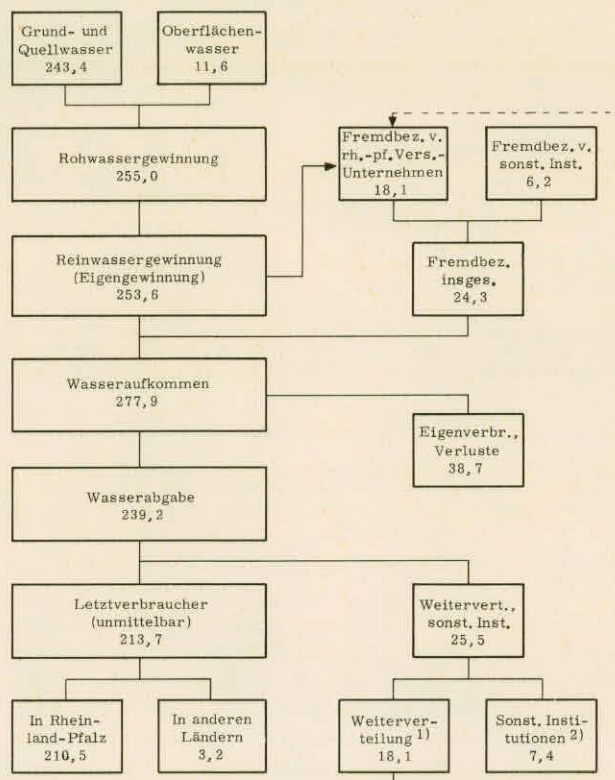 Grund- und
Quellwasser
243,4
Oberflächen-
wasser
11,6
Rohwassergewinnung
255,0
Fremdbez. v.
rh.-pf. Vers.-
Unternehmen
18,1
Fremdbez. v.
sonst. Inst.
6,2
Reinwassergewinnung
(Eigengewinnung)
253,6
Fremdbez.
insges.
24,3
Wasseraufkommen
277,9
Eigenverbr.,
Verluste
38,7
Wasserabgabe
239,2
Letztverbraucher
(unmittelbar)
213,7
Weitervert.,
sonst. Inst.
25,5
In Rhein-
land-Pfalz
210,5
In anderen
Ländern
3,2
Weiterver-
teilung 1)
18,1
Sonst. Insti-
tutionen 2)
7,4